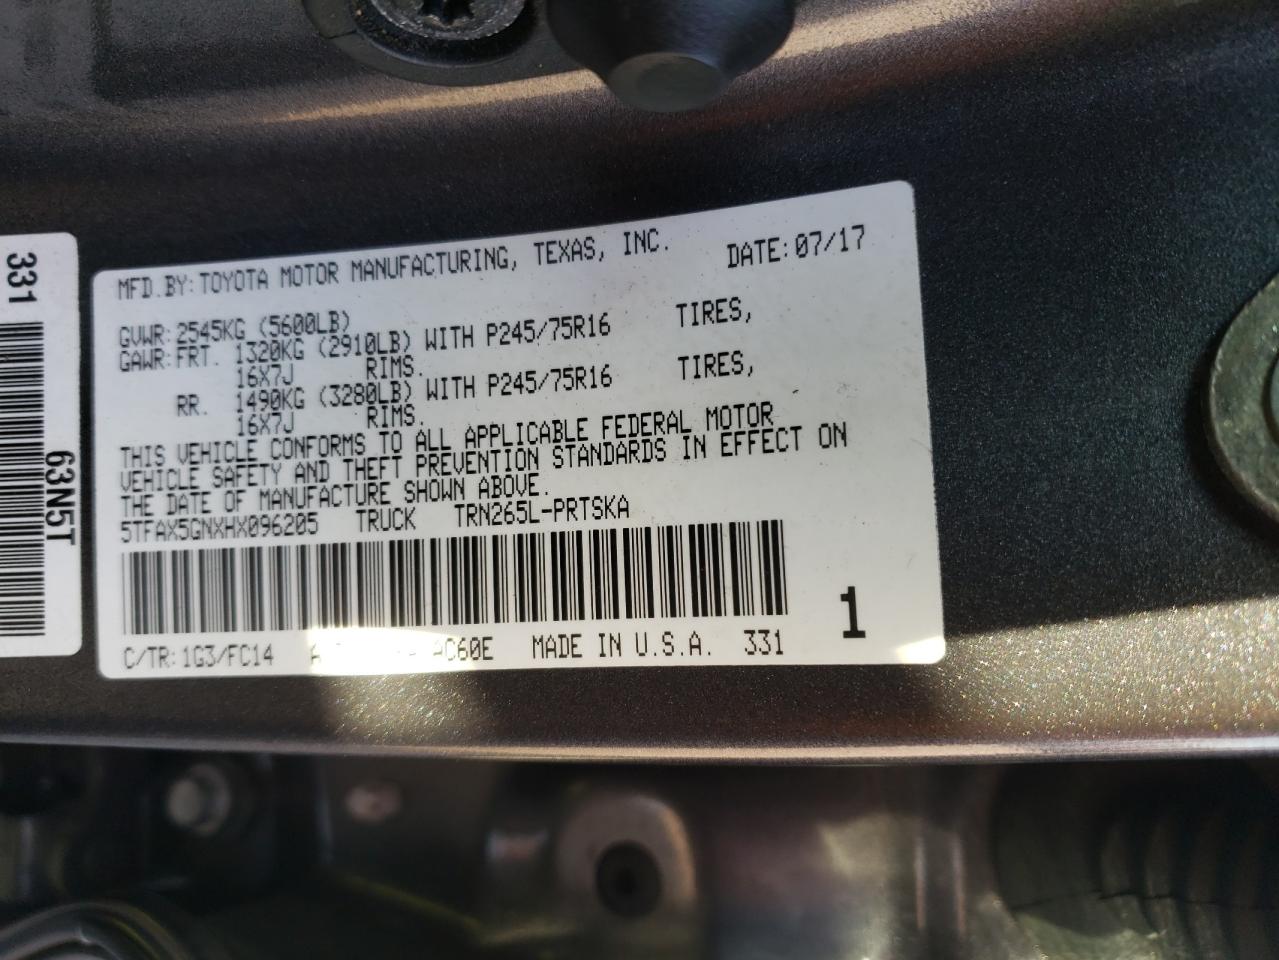 331
63N5T
MFD. BY: TOYOTA MOTOR MANUFACTURING, TEXAS, INC. DATE: 07/17
GVWR: 2545KG (5600LB)
GAWR: FRT. 1320KG (2910LB) WITH P245/75R16 TIRES,
16X7J RIMS.
RR. 1490KG (3280LB) WITH P245/75R16 TIRES,
16X7J RIMS.
THIS VEHICLE CONFORMS TO ALL APPLICABLE FEDERAL MOTOR
VEHICLE SAFETY AND THEFT PREVENTION STANDARDS IN EFFECT ON
THE DATE OF MANUFACTURE SHOWN ABOVE.
5TFAX5GNXHX096205 TRUCK TRN265L-PRTSKA
C/TR: 1G3/FC14 AC60E MADE IN U.S.A. 331
1